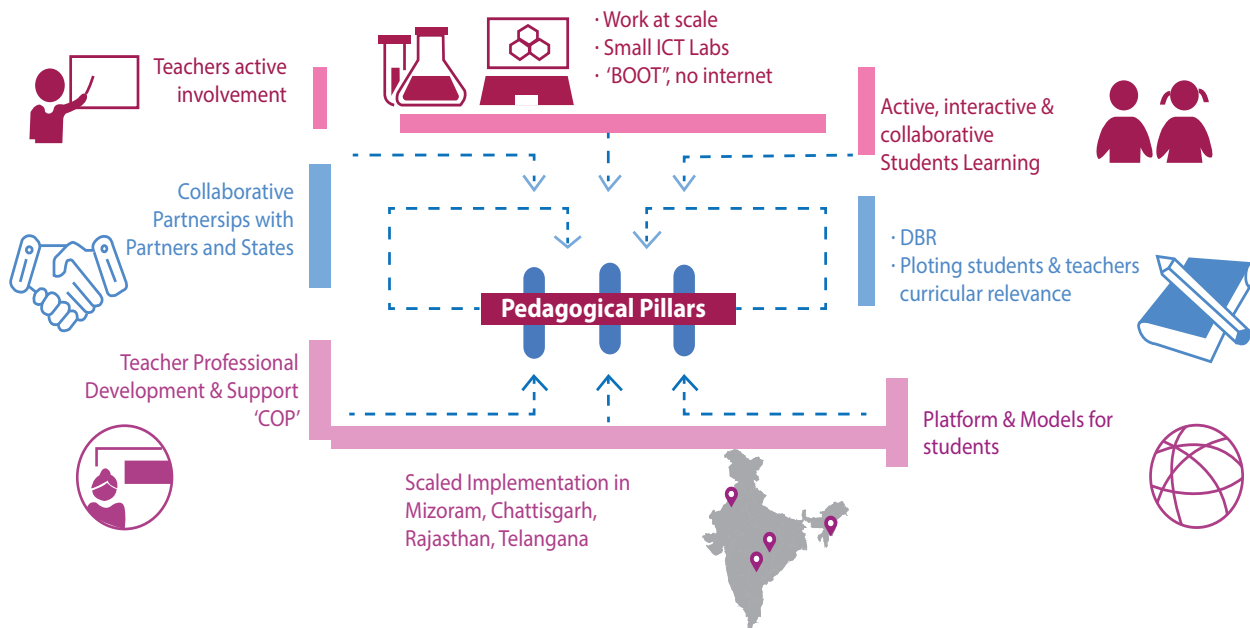 · Work at scale
· Small ICT Labs
· ‘BOOT”, no internet
Teachers active
involvement
Active, interactive &
collaborative
Students Learning
Collaborative
Partnerips with
Partners and States
· DBR
· Ploting students & teachers
curricular relevance
Pedagogical Pillars
Teacher Professional
Development & Support
‘COP’
Platform & Models for
students
Scaled Implementation in
Mizoram, Chattisgarh,
Rajasthan, Telangana